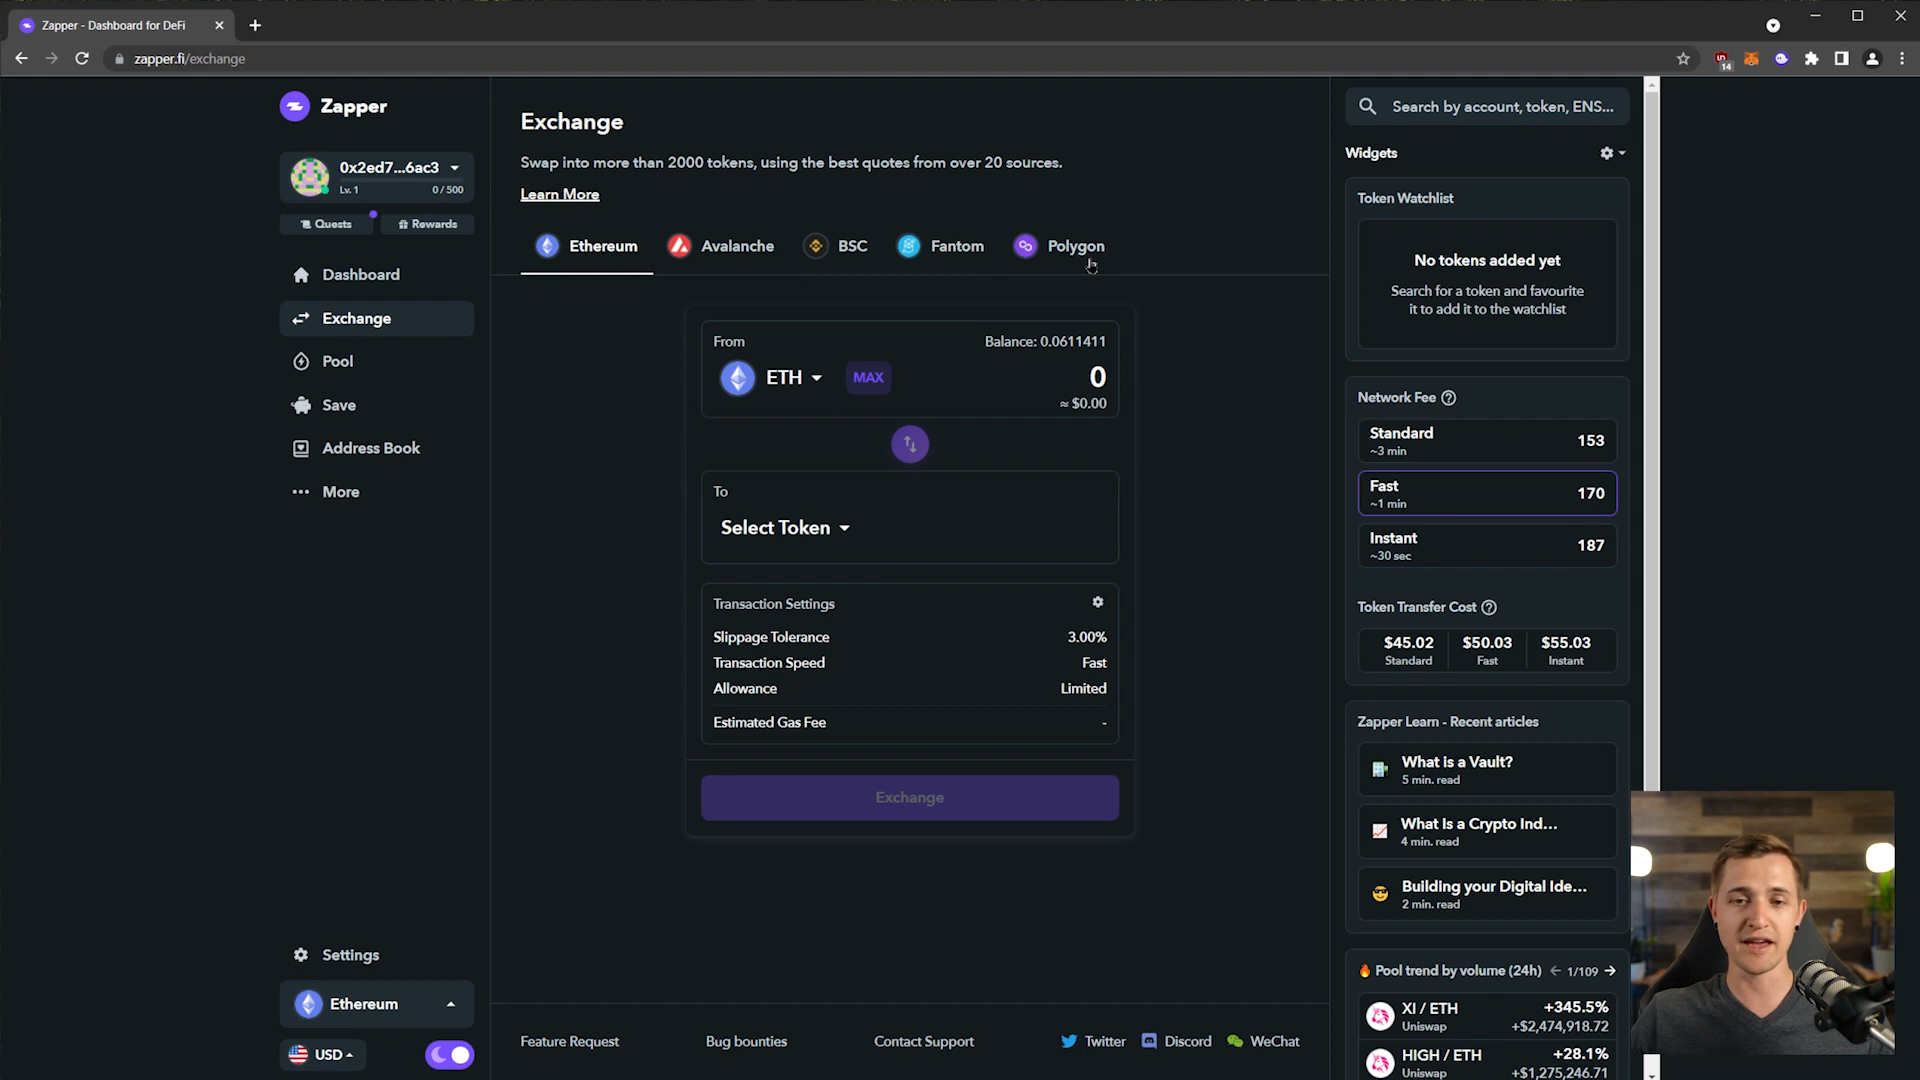 Zapper - Dashboard for DeFi
zapper.fi/exchange
14
Zapper
0x2ed7...6ac3
Lv. 1
0 / 500
Quests
Rewards
Dashboard
Exchange
Pool
Save
Address Book
More
Settings
Ethereum
USD
Exchange
Swap into more than 2000 tokens, using the best quotes from over 20 sources.
Learn More
Ethereum
Avalanche
BSC
Fantom
Polygon
From
Balance: 0.0611411
ETH
MAX
0
≈ $0.00
To
Select Token
Transaction Settings
Slippage Tolerance
3.00%
Transaction Speed
Fast
Allowance
Limited
Estimated Gas Fee
-
Exchange
Feature Request
Bug bounties
Contact Support
Twitter
Discord
WeChat
Search by account, token, ENS...
Widgets
Token Watchlist
No tokens added yet
Search for a token and favourite
it to add it to the watchlist
Network Fee
Standard
153
~3 min
Fast
170
~1 min
Instant
187
~30 sec
Token Transfer Cost
$45.02
$50.03
$55.03
Standard
Fast
Instant
Zapper Learn - Recent articles
What is a Vault?
5 min. read
What Is a Crypto Ind...
4 min. read
Building your Digital Ide...
2 min. read
Pool trend by volume (24h)
1/109
XI / ETH
+345.5%
Uniswap
+$2,474,918.72
HIGH / ETH
+28.1%
Uniswap
+$1,275,246.71